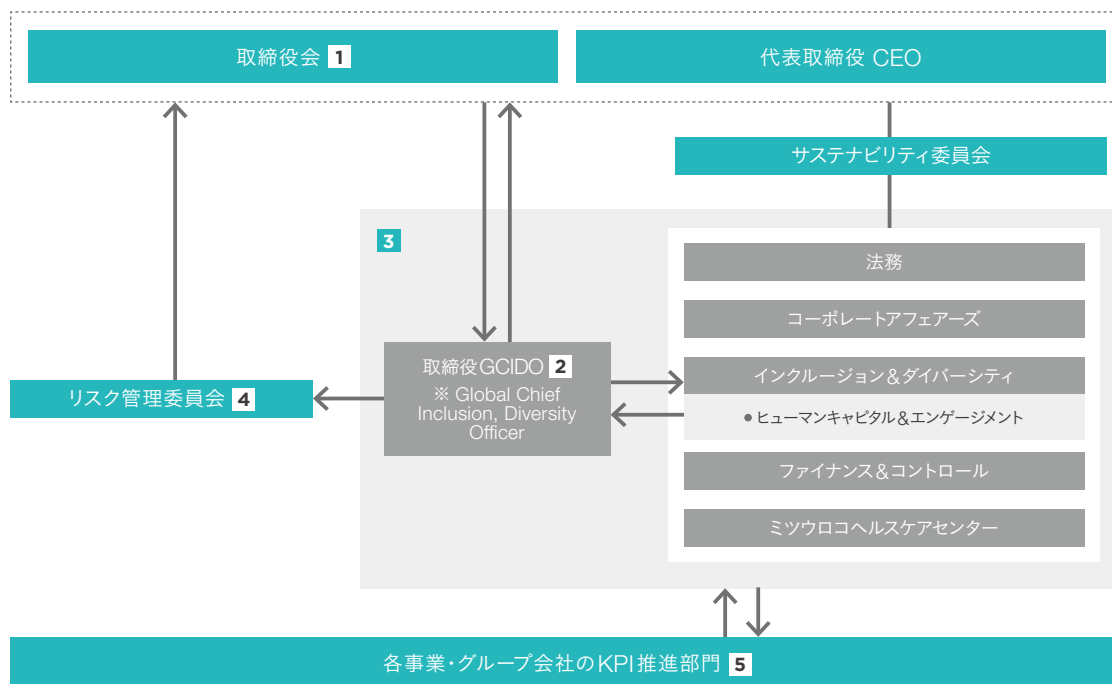 取締役会 1
代表取締役 CEO
サステナビリティ委員会
3
法務
コーポレートアフェアーズ
取締役GCIDO 2
※ Global Chief
Inclusion, Diversity
Officer
インクルージョン&ダイバーシティ
●ヒューマンキャピタル&エンゲージメント
リスク管理委員会 4
ファイナンス&コントロール
ミツウロコヘルスケアセンター
各事業・グループ会社のKPI推進部門 5